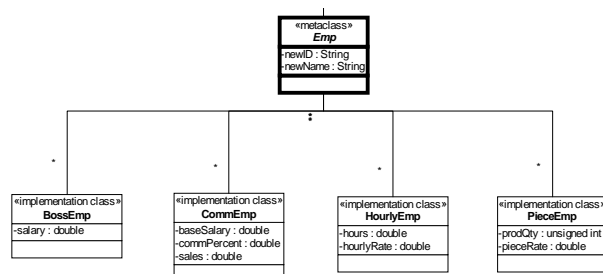 «metaclass»
Emp
-newID : String
-newName : String
*
*
*
*
«implementation class»
BossEmp
-salary : double
«implementation class»
CommEmp
-baseSalary : double
-commPercent : double
-sales : double
«implementation class»
HourlyEmp
-hours : double
-hourlyRate : double
«implementation class»
PieceEmp
-prodQty : unsigned int
-pieceRate : double